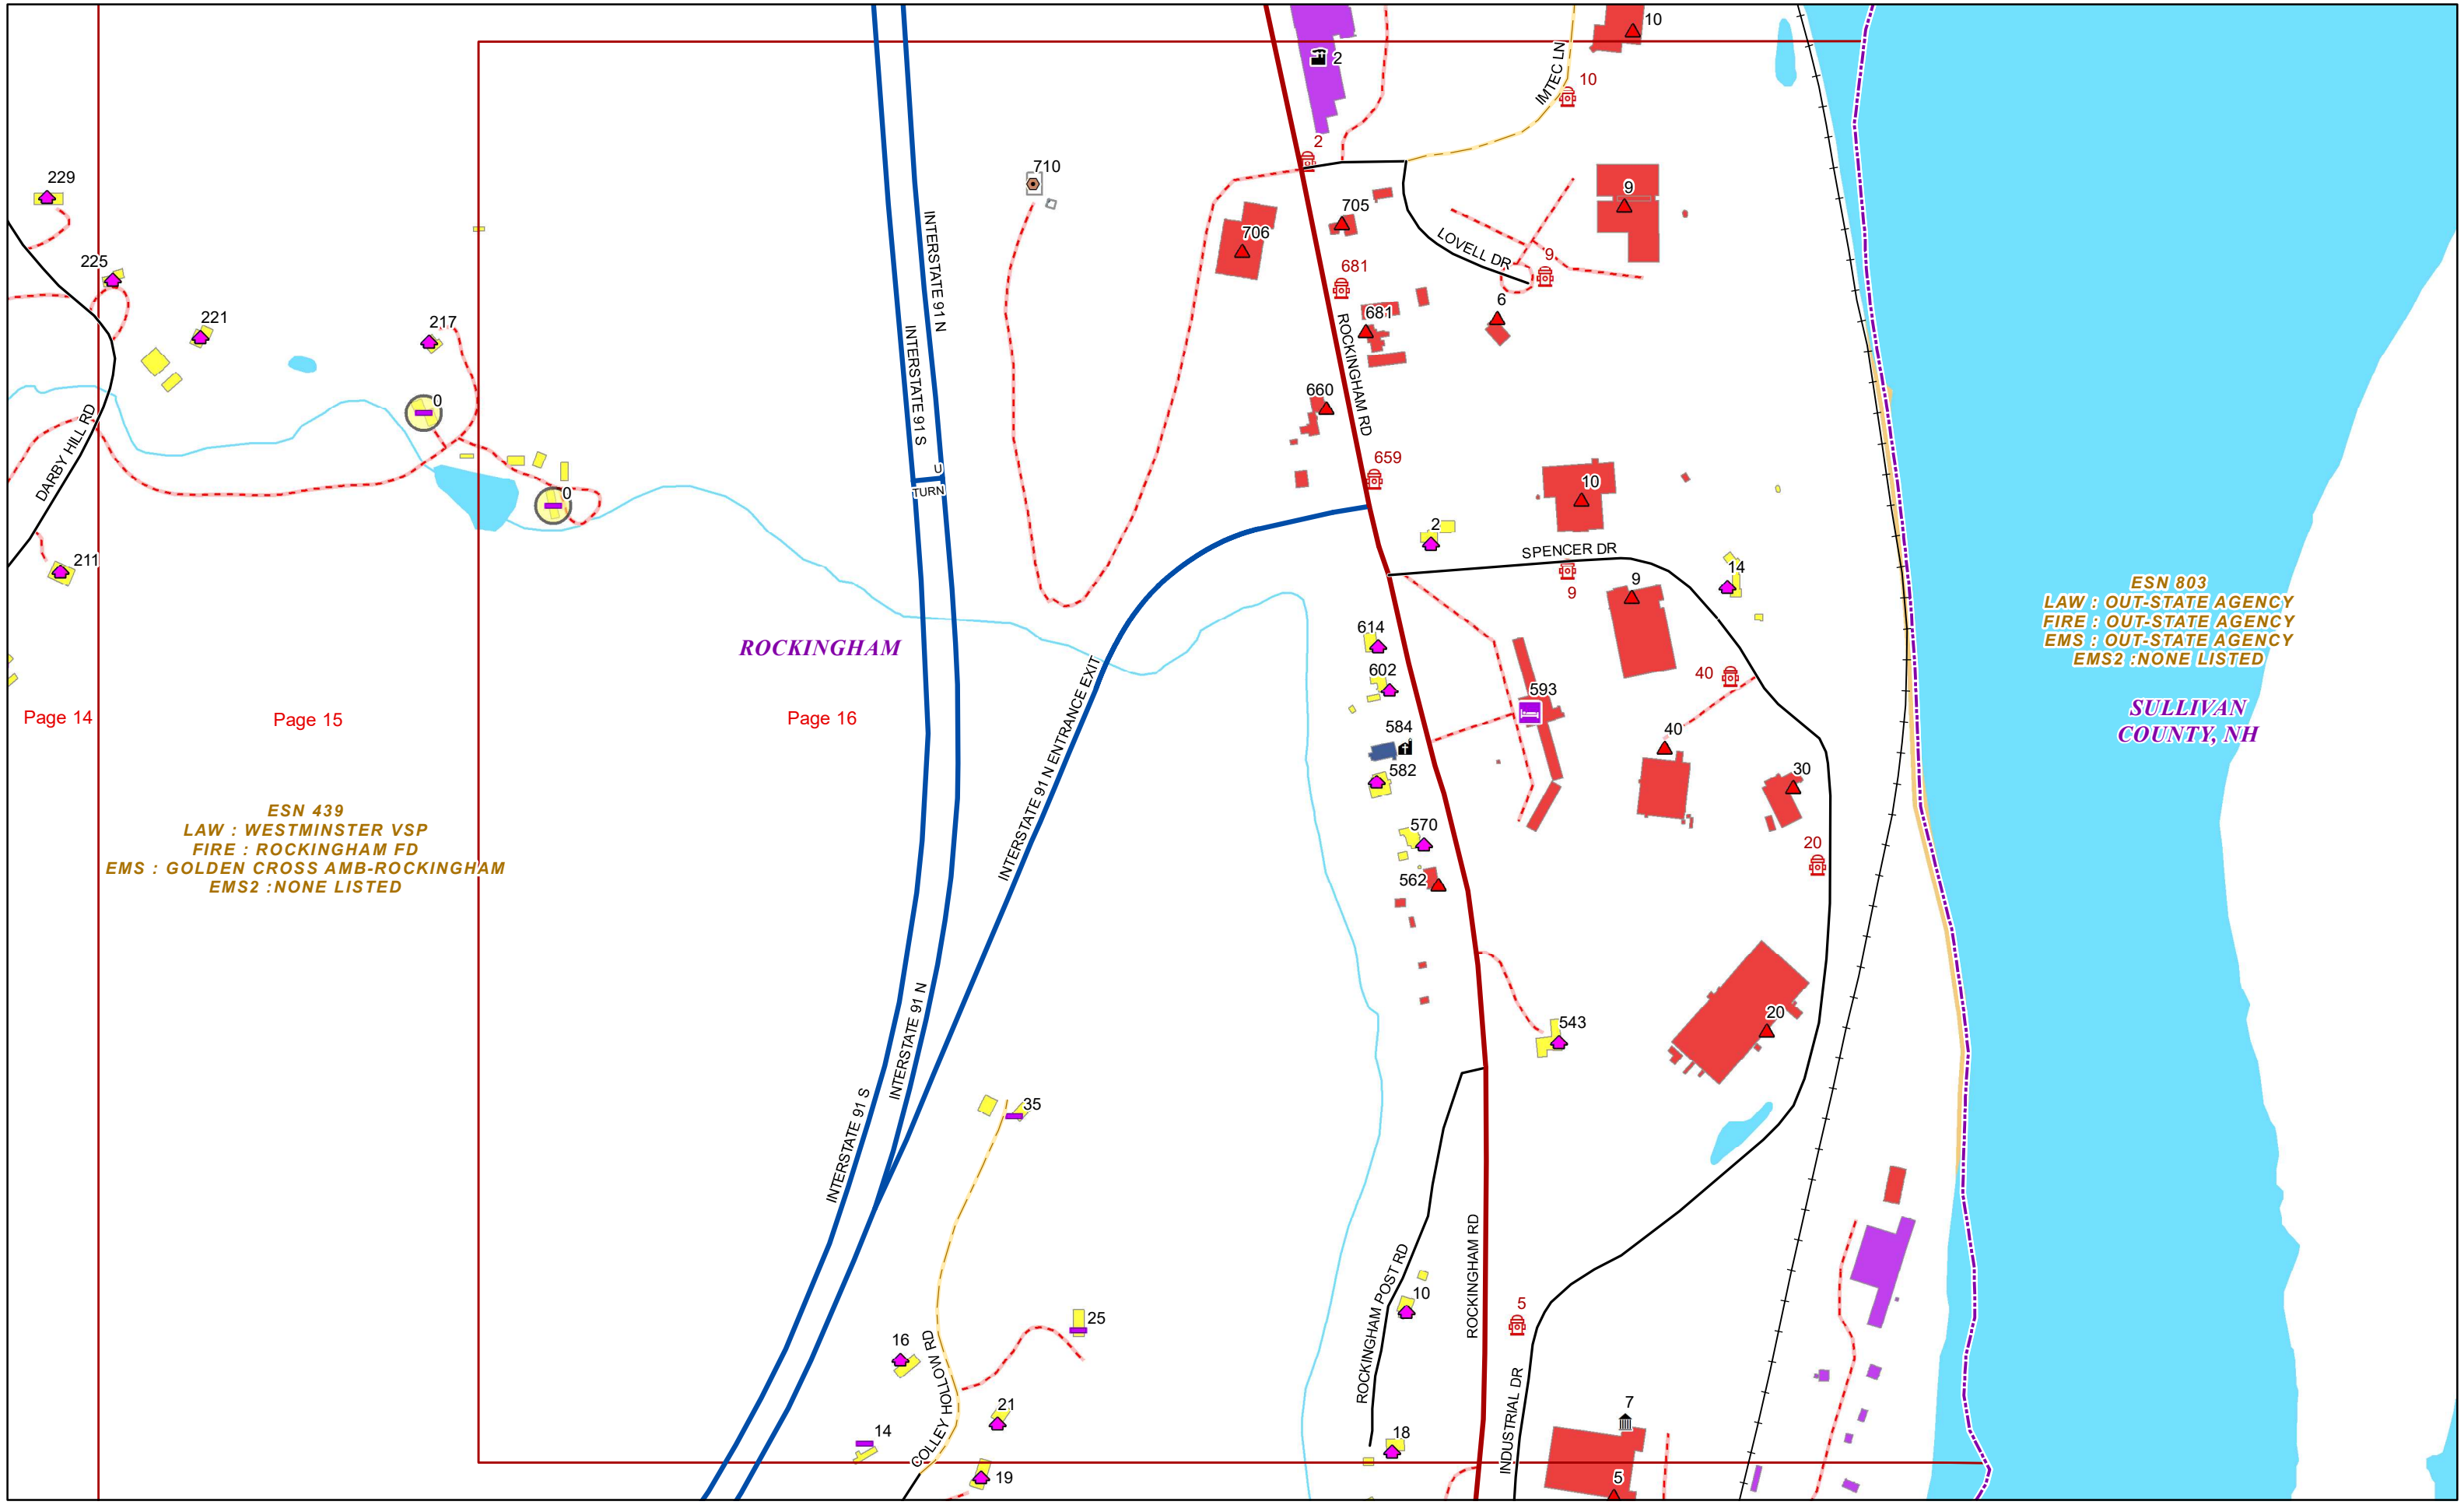 10
2
IMTEC LN
10
2
229
710
9
705
706
INTERSTATE 91 N
LOVELL DR
9
225
681
6
221
217
681
INTERSTATE 91 S
ROCKINGHAM RD
660
0
DARBY HILL RD
659
U
TURN
0
10
2
SPENCER DR
211
14
9
9
ESN 803
LAW : OUT-STATE AGENCY
FIRE : OUT-STATE AGENCY
EMS : OUT-STATE AGENCY
EMS2 :NONE LISTED
614
ROCKINGHAM
602
40
593
INTERSTATE 91 N ENTRANCE EXIT
Page 14
Page 15
Page 16
SULLIVAN
COUNTY, NH
584
40
582
30
ESN 439
LAW : WESTMINSTER VSP
FIRE : ROCKINGHAM FD
EMS : GOLDEN CROSS AMB-ROCKINGHAM
EMS2 :NONE LISTED
570
20
562
INTERSTATE 91 N
20
543
INTERSTATE 91 S
35
ROCKINGHAM POST RD
ROCKINGHAM RD
10
5
25
16
COLLEY HOLLOW RD
INDUSTRIAL DR
21
7
14
18
19
5